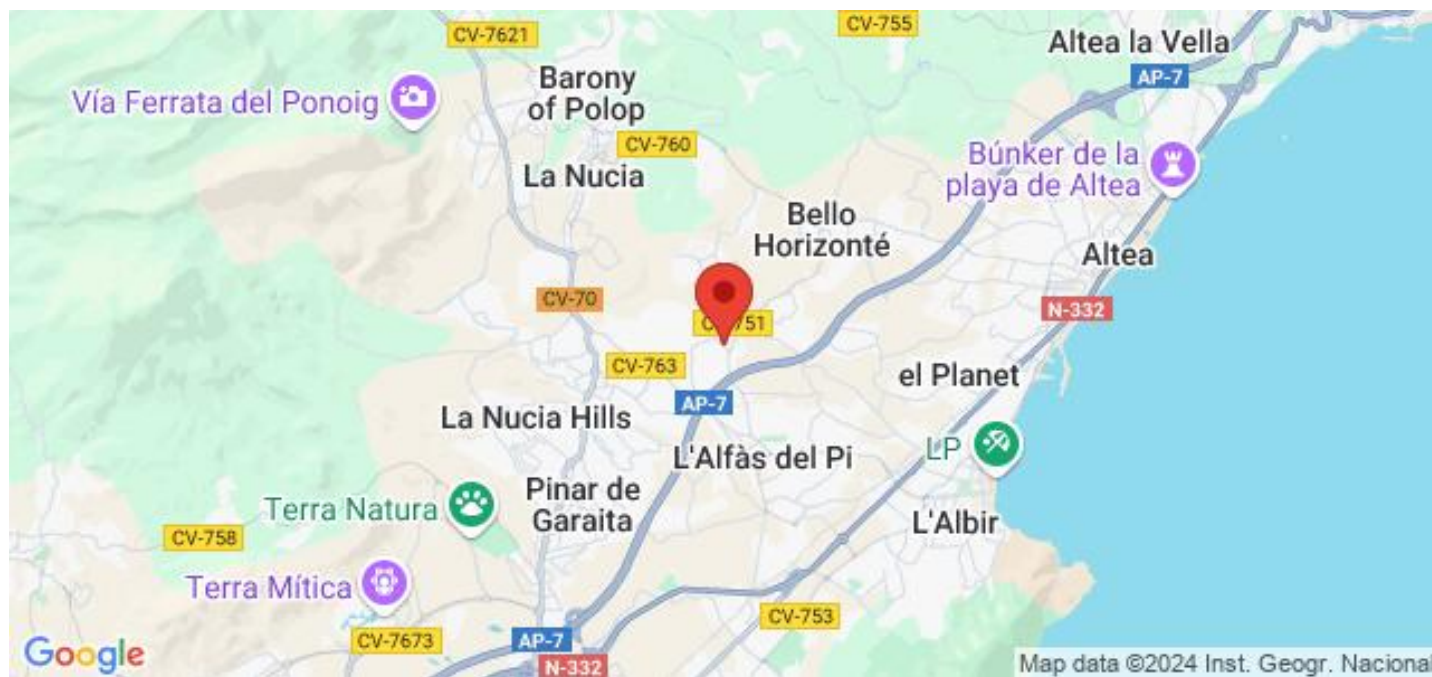 CV-7621
CV-755
Altea la Vella
AP-7
Vía Ferrata del Ponoig
Barony
of Polop
CV-760
La Nucia
Búnker de la
playa de Altea
Bello
Horizonté
Altea
CV-70
N-332
CV-763
el Planet
AP-7
La Nucia Hills
L'Alfàs del Pi
LP
Terra Natura
Pinar de
Garaita
L'Albir
CV-758
Terra Mítica
CV-753
CV-7673
AP-7
N-332
Google
Map data ©2024 Inst. Geogr. Nacional